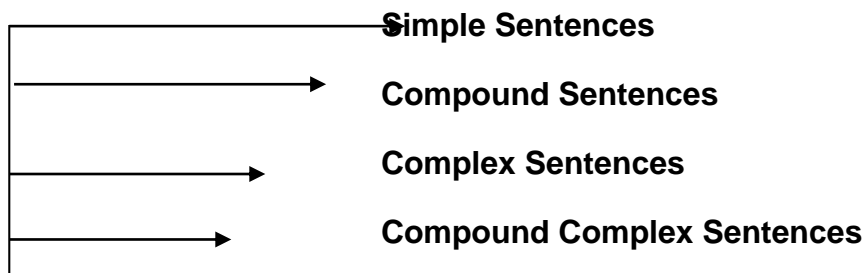 Simple Sentences
Compound Sentences
Complex Sentences
Compound Complex Sentences